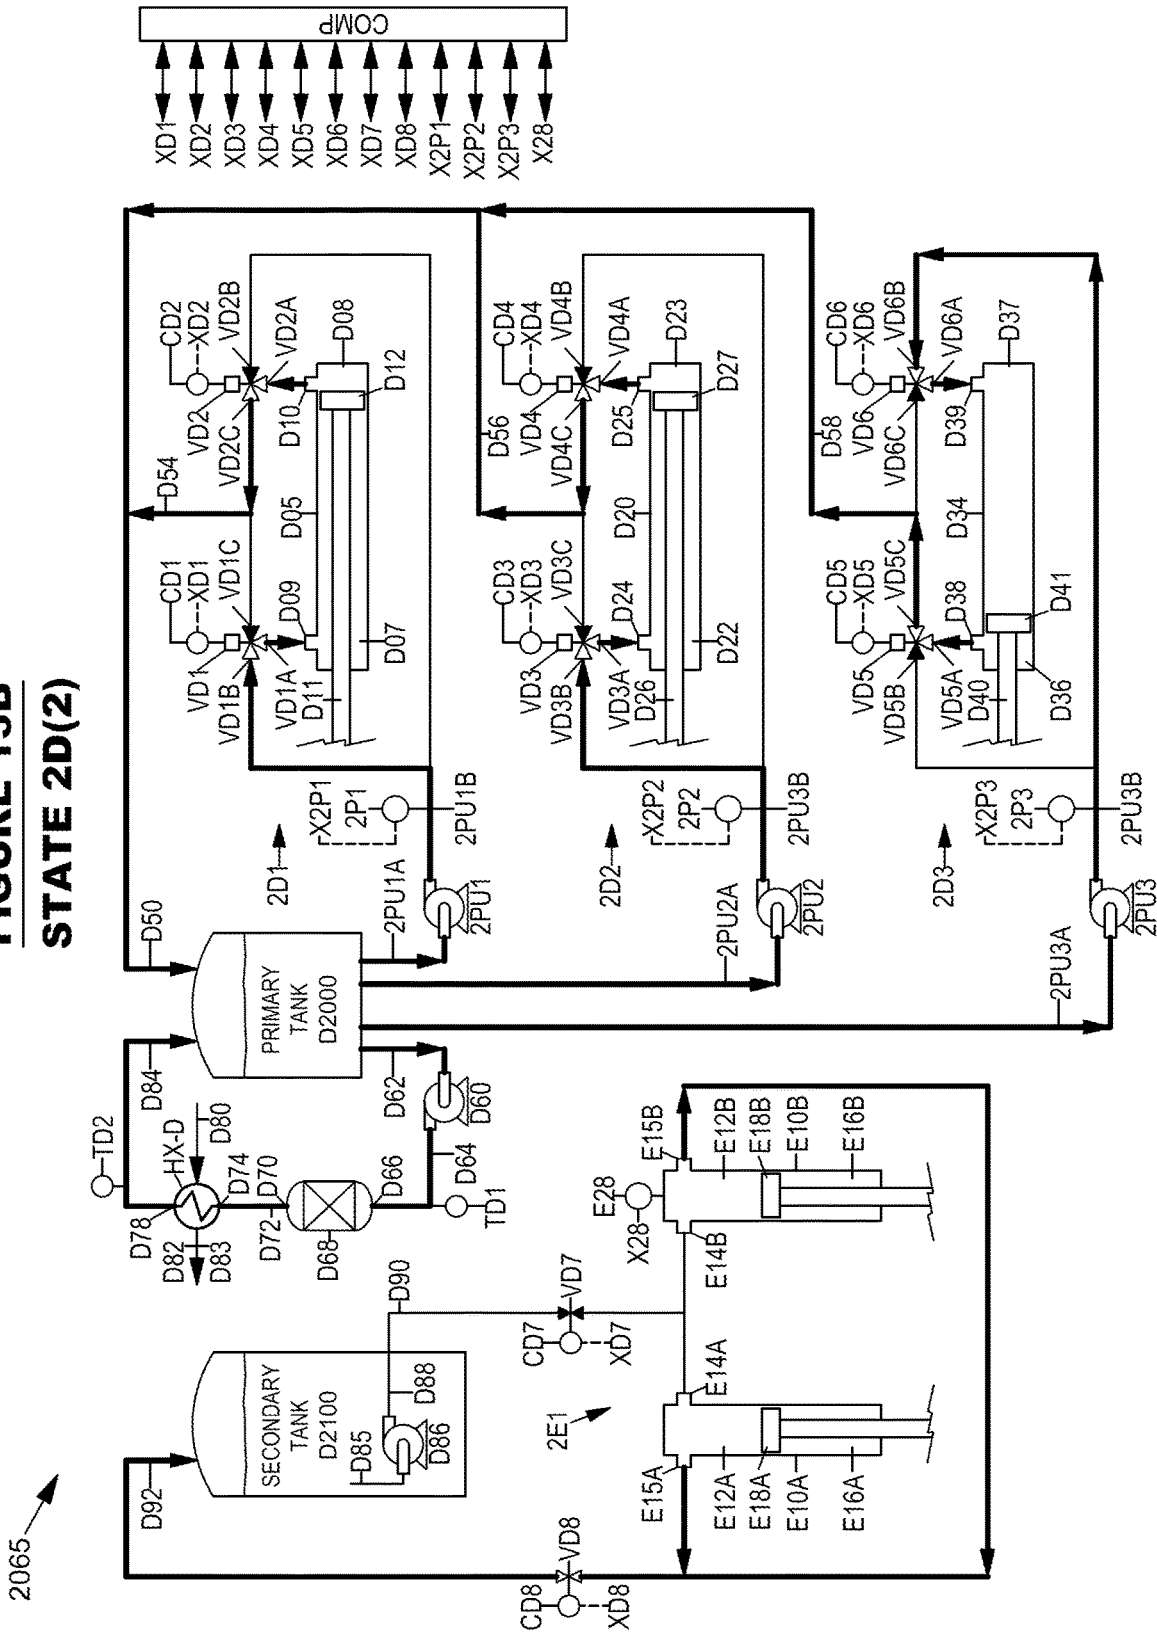 STATE 2D(2)
2065
COMP
XD1
XD2
XD3
XD4
XD5
XD6
XD7
XD8
X2P1
X2P2
X2P3
X28
D54
CD1
XD1
VD1
VD1B
VD1C
VD1A
D11
D09
D07
D05
CD2
XD2
VD2
VD2B
VD2C
VD2A
D10
D08
D12
2D1
X2P1
2P1
2PU1B
2PU1A
2PU1
D56
CD3
XD3
VD3
VD3B
VD3C
VD3A
D26
D24
D22
D20
CD4
XD4
VD4
VD4B
VD4C
VD4A
D25
D23
D27
2D2
X2P2
2P2
2PU3B
2PU2A
2PU2
D58
CD5
XD5
VD5
VD5B
VD5C
VD5A
D40
D38
D41
D36
D34
CD6
XD6
VD6
VD6B
VD6C
VD6A
D39
D37
2D3
X2P3
2P3
2PU3B
2PU3A
2PU3
D50
D84
PRIMARY
TANK
D2000
D62
D60
D64
TD1
TD2
HX-D
D80
D74
D78
D82
D83
D70
D72
D66
D68
D92
SECONDARY
TANK
D2100
D85
D86
D88
D90
CD7
VD7
XD7
CD8
VD8
XD8
2E1
E15A
E14A
E12A
E18A
E10A
E16A
E28
X28
E14B
E15B
E12B
E18B
E10B
E16B